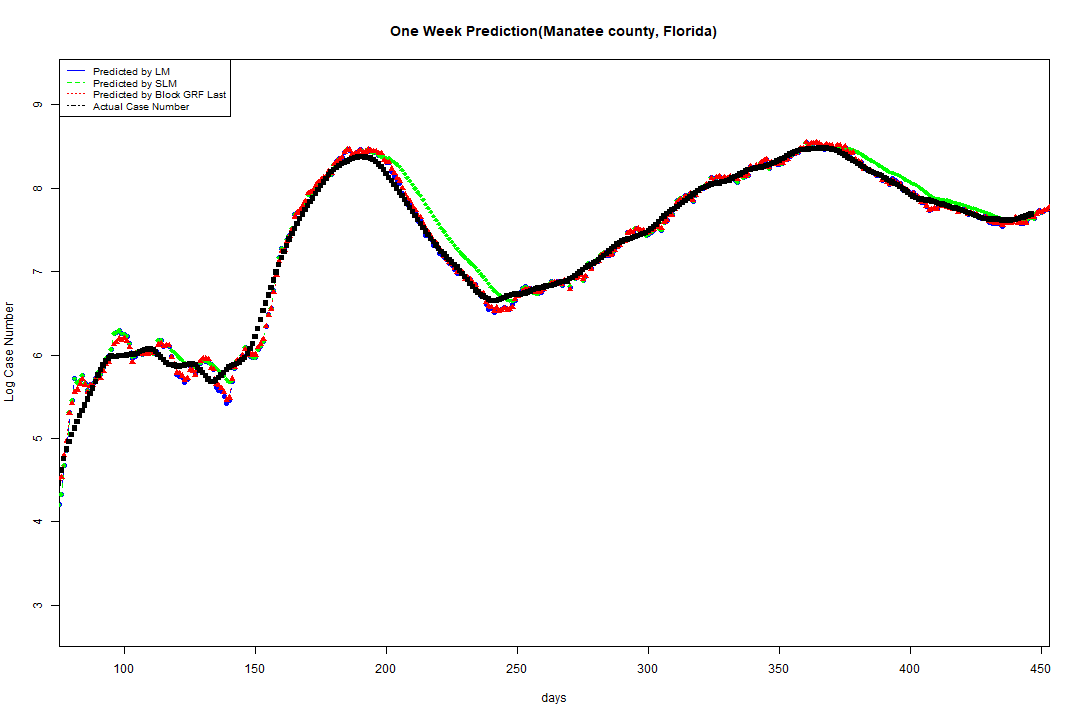 One Week Prediction(Manatee county, Florida)
Predicted by LM
Predicted by SLM
Predicted by Block GRF Last
Actual Case Number
9
8
7
6
5
4
3
Log Case Number
100 150 200 250 300 350 400 450
days